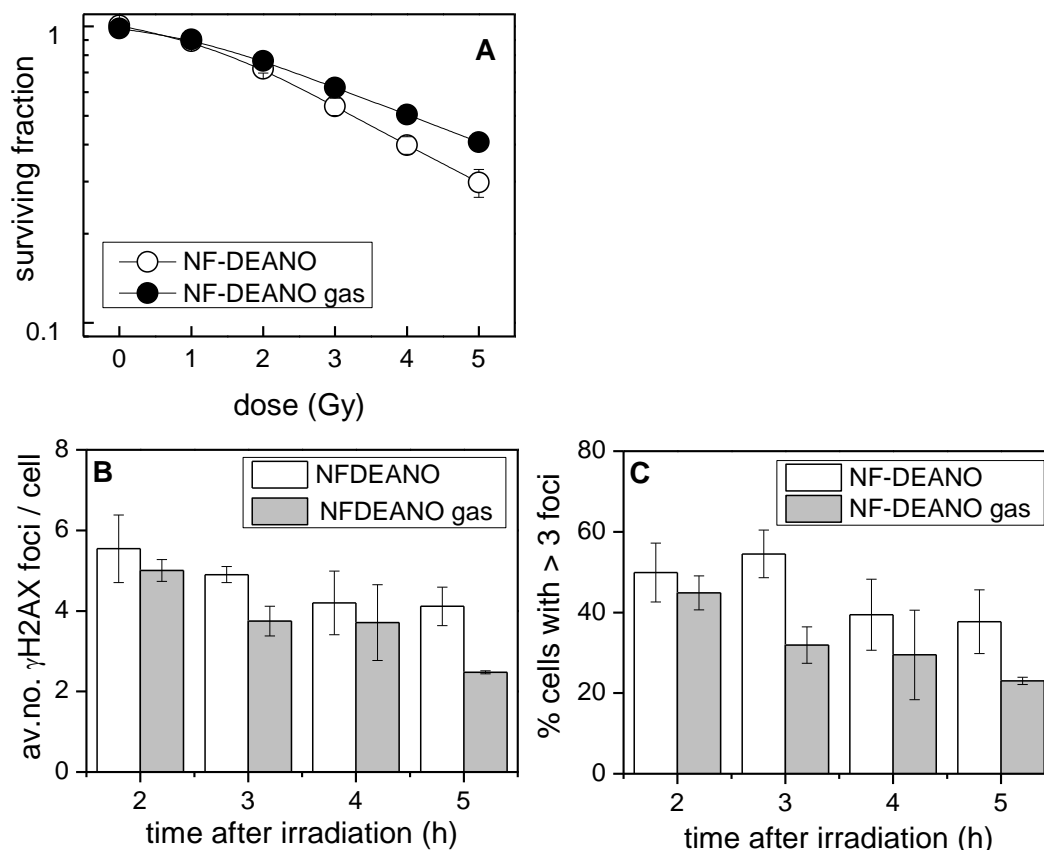 A
surviving fraction
1
0.1
NF-DEANO
NF-DEANO gas
0 1 2 3 4 5
dose (Gy)
B
av.no. γH2AX foci / cell
8
6
4
2
0
NFDEANO
NFDEANO gas
2 3 4 5
time after irradiation (h)
C
% cells with > 3 foci
80
60
40
20
0
NF-DEANO
NF-DEANO gas
2 3 4 5
time after irradiation (h)